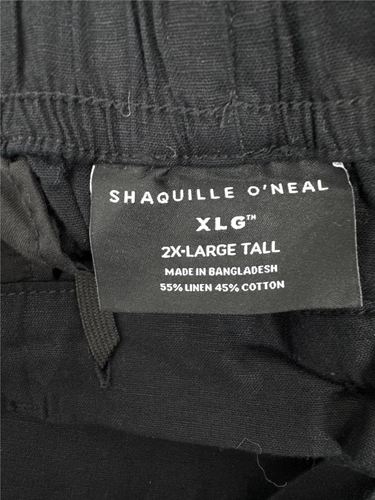 SHAQUILLE O'NEAL
XLG™
2X-LARGE TALL
MADE IN BANGLADESH
55% LINEN 45% COTTON